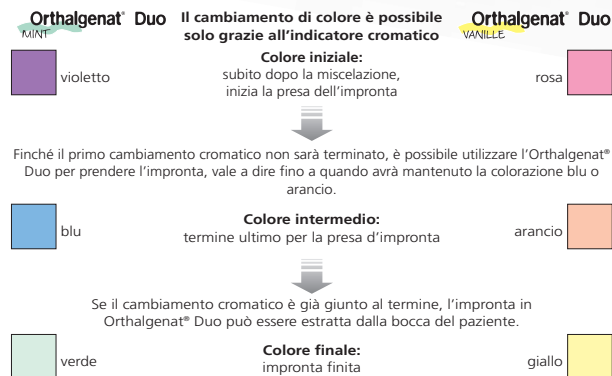 Orthalgenat® Duo
MINT
Il cambiamento di colore è possibile
solo grazie all'indicatore cromatico
Orthalgenat® Duo
VANILLE
violetto
Colore iniziale:
subito dopo la miscelazione,
inizia la presa dell'impronta
rosa
Finché il primo cambiamento cromatico non sarà terminato, è possibile utilizzare l'Orthalgenat®
Duo per prendere l'impronta, vale a dire fino a quando avrà mantenuto la colorazione blu o
arancio.
blu
Colore intermedio:
termine ultimo per la presa d'impronta
arancio
Se il cambiamento cromatico è già giunto al termine, l'impronta in
Orthalgenat® Duo può essere estratta dalla bocca del paziente.
verde
Colore finale:
impronta finita
giallo